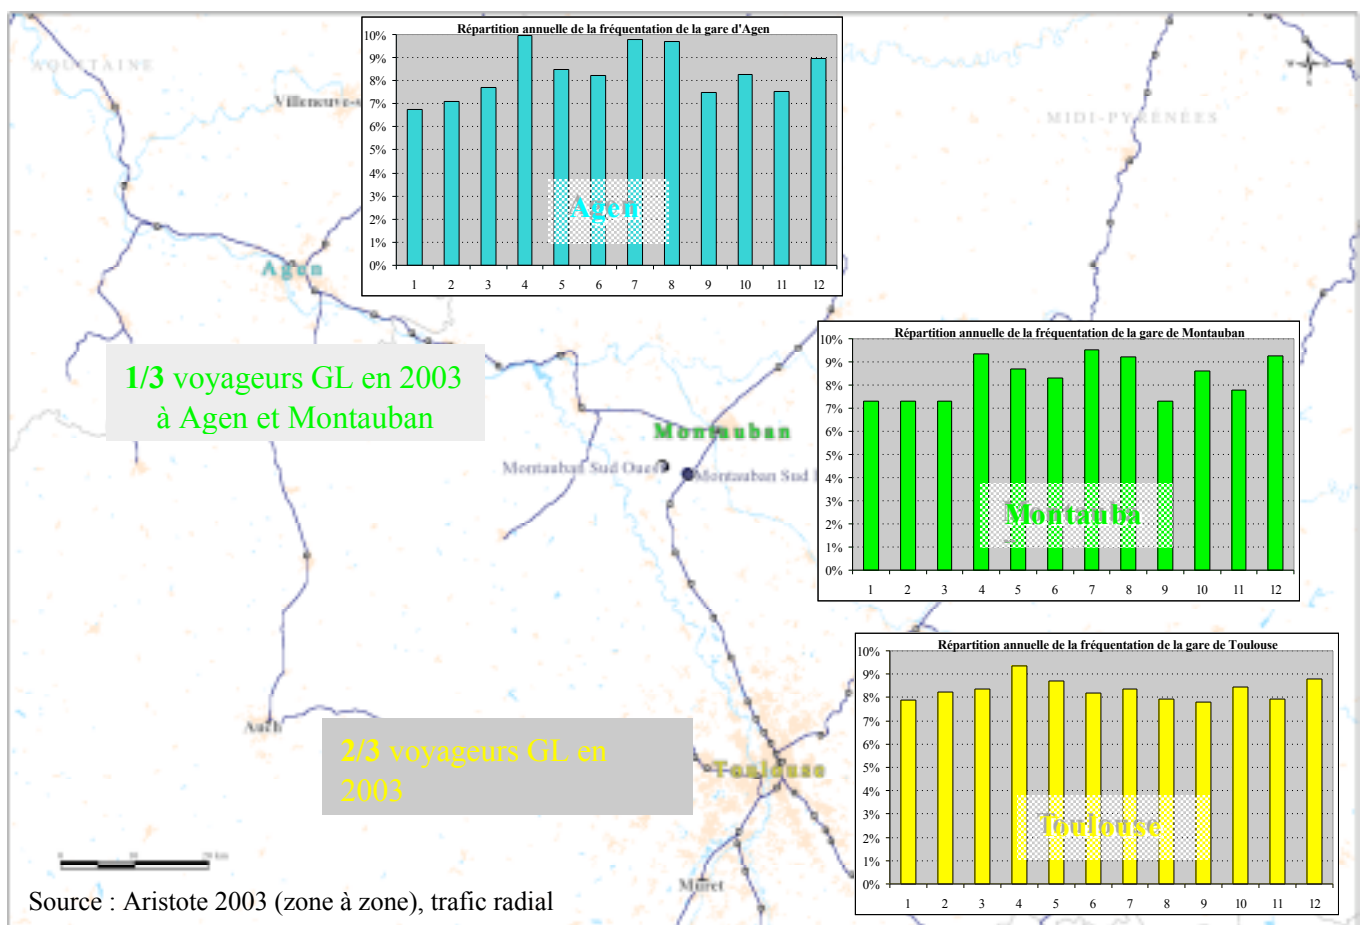 Répartition annuelle de la fréquentation de la gare d'Agen
10%
9%
8%
7%
6%
5%
4%
3%
2%
1%
0%
1 2 3 4 5 6 7 8 9 10 11 12
Agen
AQUITAINE
MIDI-PYRÉNÉES
Agen
Répartition annuelle de la fréquentation de la gare de Montauban
10%
9%
8%
7%
6%
5%
4%
3%
2%
1%
0%
1 2 3 4 5 6 7 8 9 10 11 12
Montauba
1/3 voyageurs GL en 2003
à Agen et Montauban
Montauban
Montauban Sud Ouest
Montauban Sud
Répartition annuelle de la fréquentation de la gare de Toulouse
10%
9%
8%
7%
6%
5%
4%
3%
2%
1%
0%
1 2 3 4 5 6 7 8 9 10 11 12
Toulouse
Auch
2/3 voyageurs GL en
2003
Toulouse
Muret
Source : Aristote 2003 (zone à zone), trafic radial